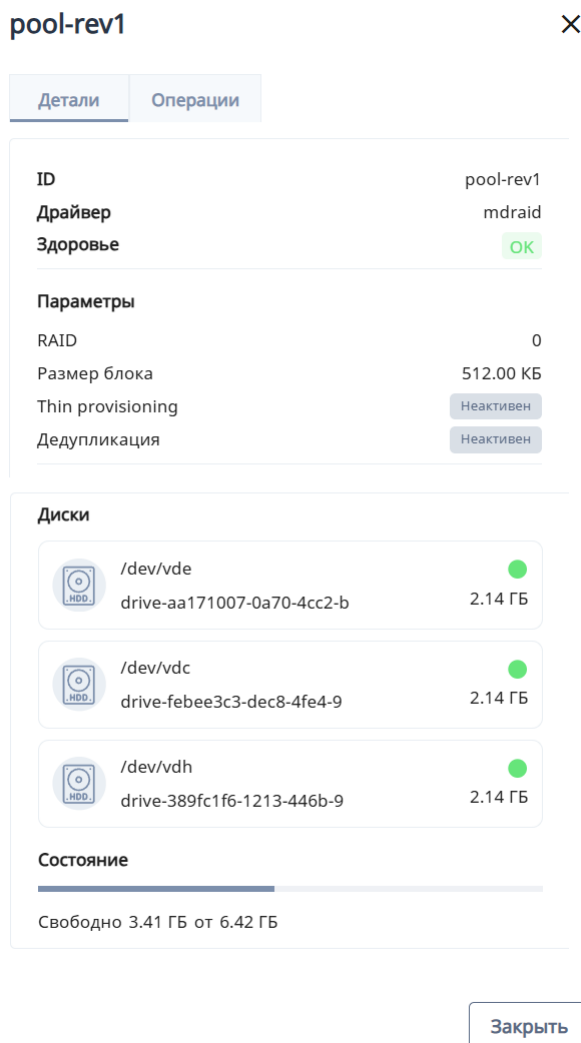 pool-rev1
Детали Операции
ID pool-rev1
Драйвер mdraid
Здоровье OK
Параметры
RAID 0
Размер блока 512.00 КБ
Thin provisioning Неактивен
Дедупликация Неактивен
Диски
/dev/vde
HDD
drive-aa171007-0a70-4cc2-b 2.14 ГБ
/dev/vdc
HDD
drive-febee3c3-dec8-4fe4-9 2.14 ГБ
/dev/vdh
HDD
drive-389fc1f6-1213-446b-9 2.14 ГБ
Состояние
Свободно 3.41 ГБ от 6.42 ГБ
Закрыть